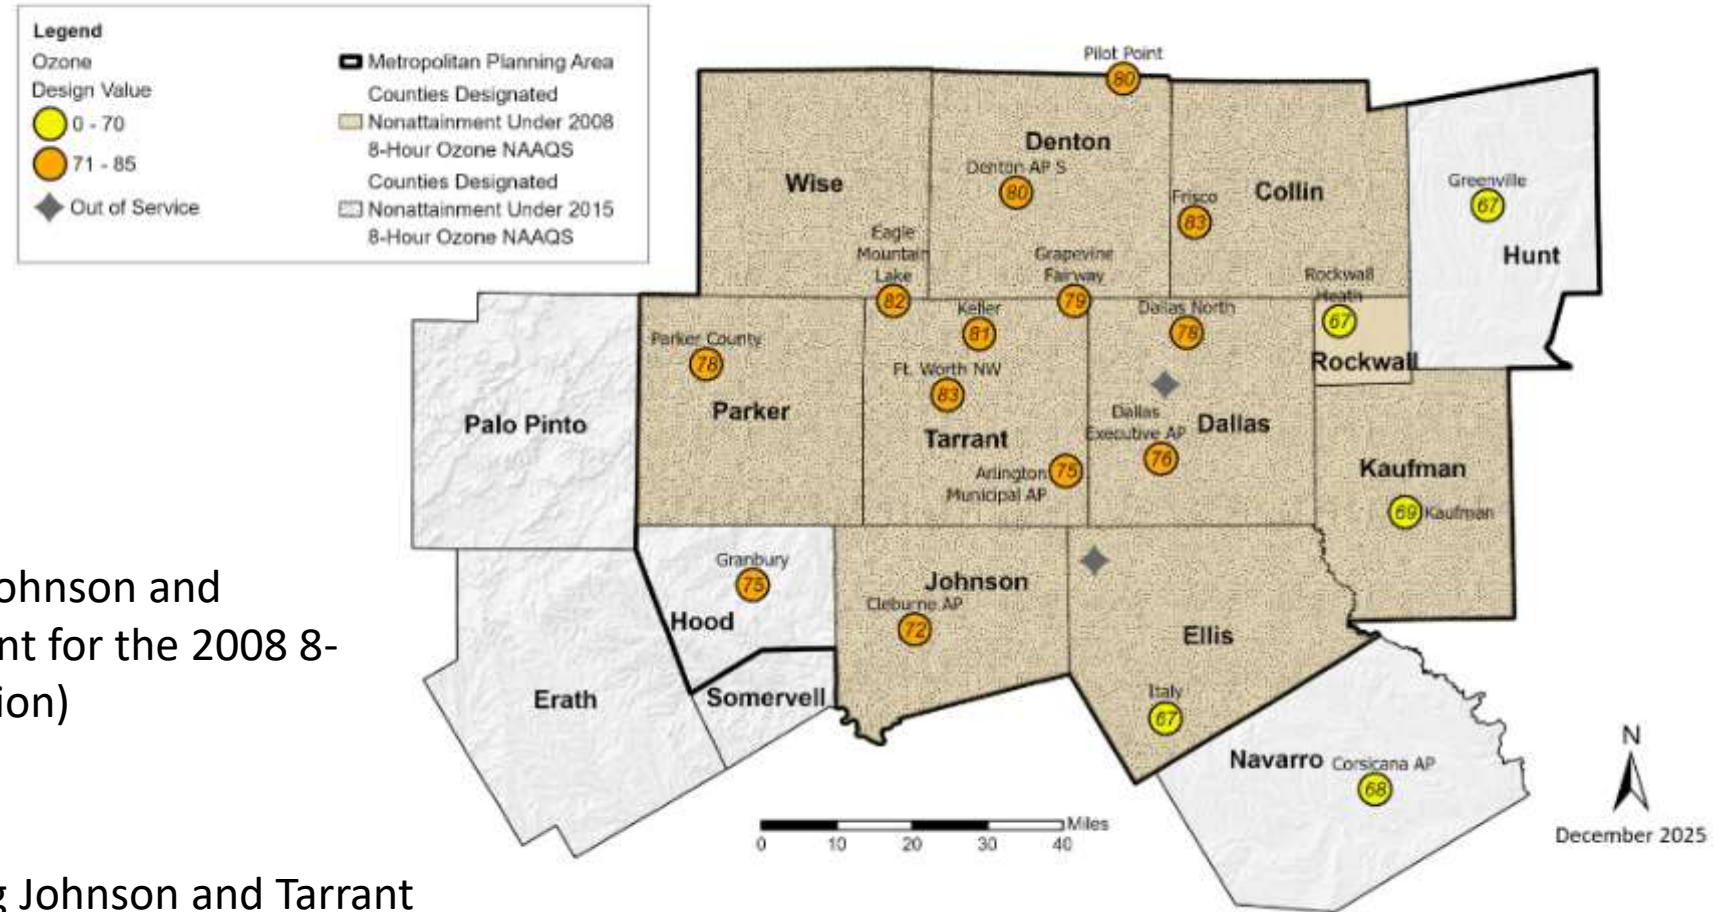 Legend
Ozone
Design Value
0 - 70
71 - 85
Out of Service
Metropolitan Planning Area
Counties Designated
Nonattainment Under 2008
8-Hour Ozone NAAQS
Counties Designated
Nonattainment Under 2015
8-Hour Ozone NAAQS
Pilot Point
80
Denton
Denton AP S
80
Wise
Collin
Frisco
83
Greenville
67
Hunt
Eagle
Mountain
Lake
82
Grapevine
Fairway
79
Keller
81
Dallas North
78
Rockwall
Heath
67
Rockwall
Parker County
78
Parker
Ft. Worth NW
83
Tarrant
Arlington
Municipal AP
75
Dallas
Executive AP
76
Dallas
Palo Pinto
Kaufman
69
Kaufman
Granbury
75
Hood
Johnson
Cleburne AP
72
Ellis
Italy
67
Erath
Somervell
Navarro
Corsicana AP
68
N
December 2025
Miles
0 10 20 30 40
ohnson and
nt for the 2008 8-
ion)
g Johnson and Tarrant